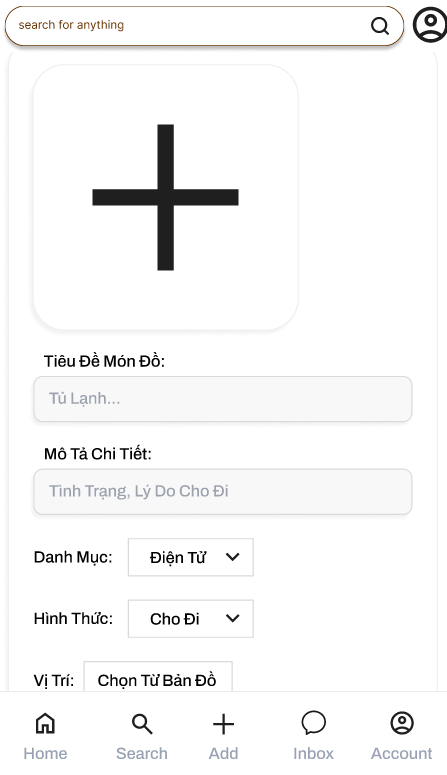 search for anything
Tiêu Đề Món Đồ:
Tủ Lạnh...
Mô Tả Chi Tiết:
Tình Trạng, Lý Do Cho Đi
Danh Mục: Điện Tử
Hình Thức: Cho Đi
Vị Trí: Chọn Từ Bản Đồ
Home Search Add Inbox Account